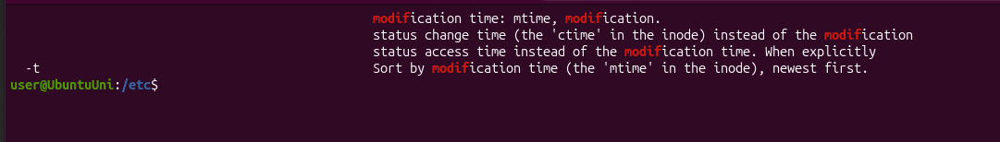 modification time: mtime, modification.
status change time (the 'ctime' in the inode) instead of the modification
status access time instead of the modification time. When explicitly
-t Sort by modification time (the 'mtime' in the inode), newest first.
user@UbuntuUni:/etc$